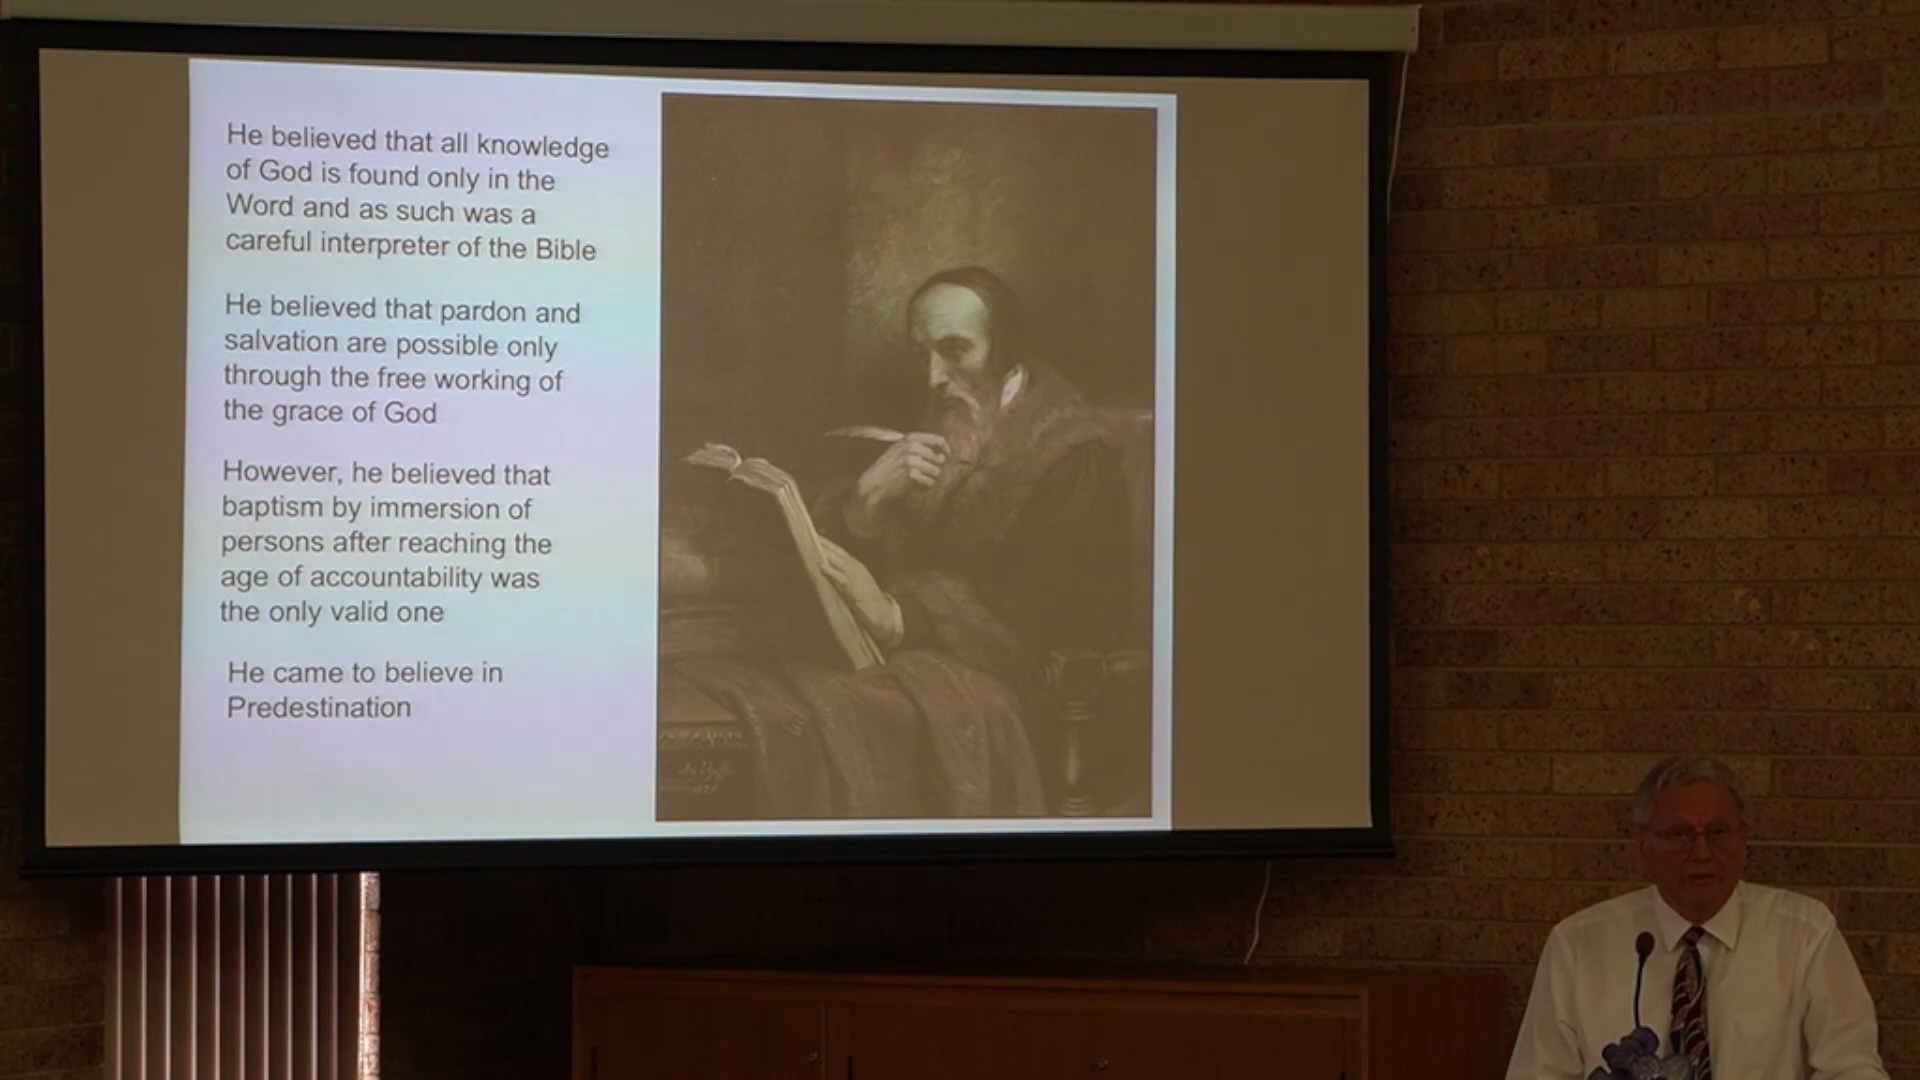 He believed that all knowledge
of God is found only in the
Word and as such was a
careful interpreter of the Bible
He believed that pardon and
salvation are possible only
through the free working of
the grace of God
However, he believed that
baptism by immersion of
persons after reaching the
age of accountability was
the only valid one
He came to believe in
Predestination